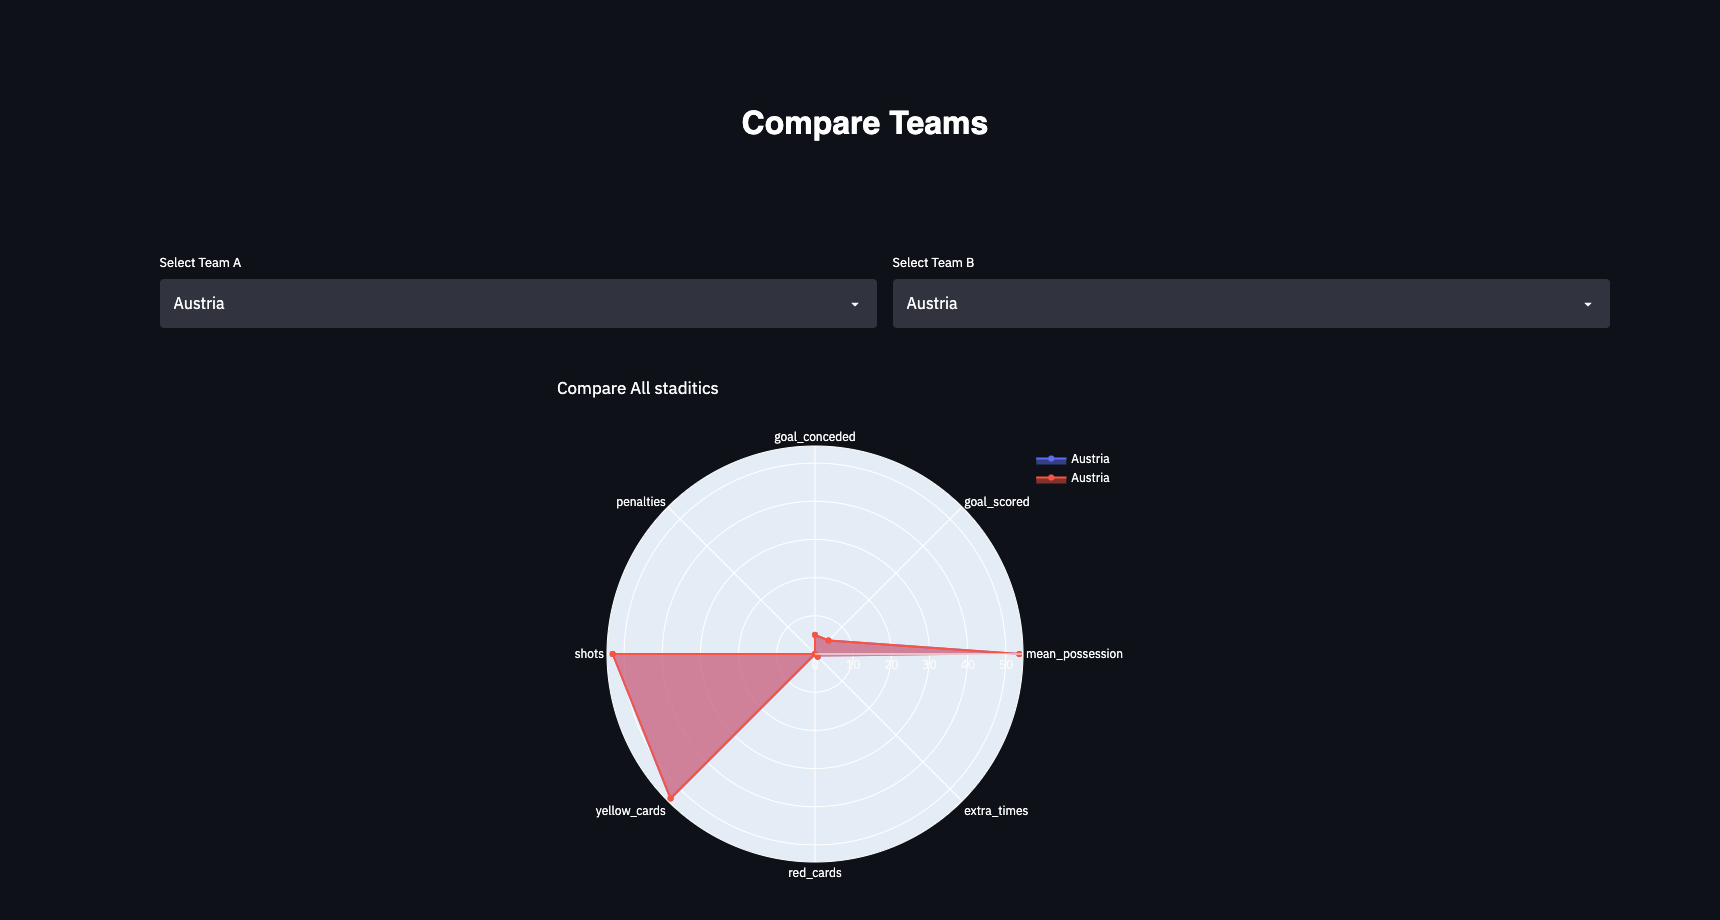 Compare Teams
Select Team A
Select Team B
Austria
Austria
Compare All staditics
goal_conceded
Austria
Austria
penalties
goal_scored
shots
mean_possession
0 10 20 30 40 50
yellow_cards
extra_times
red_cards